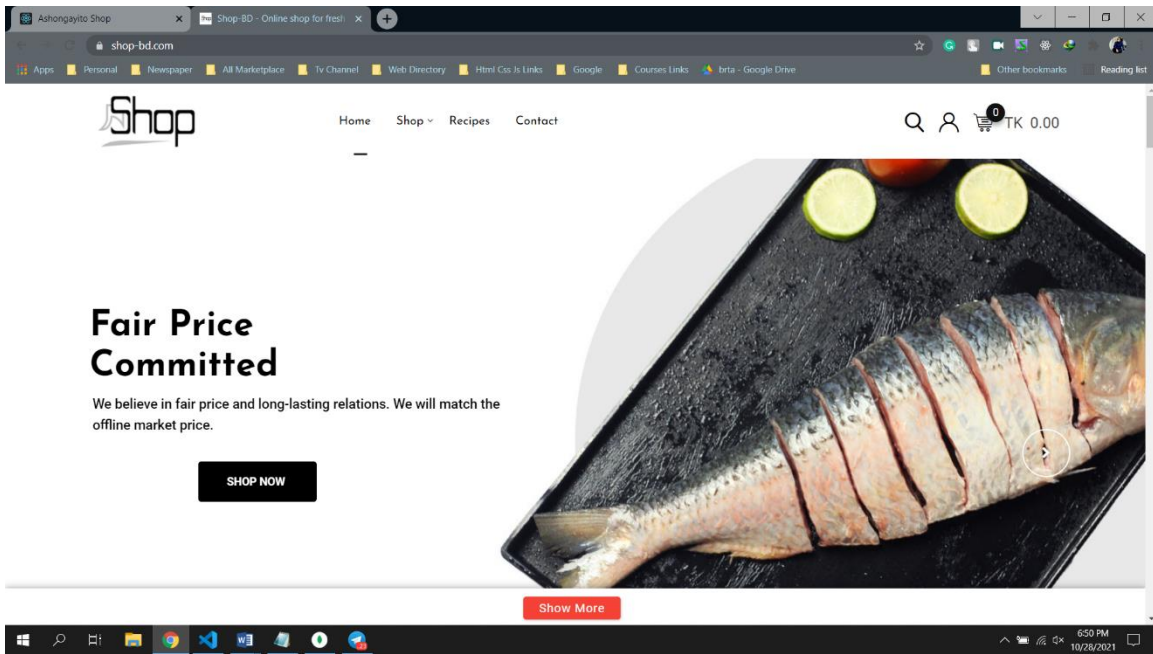 Ashongayito Shop
Shop-BD - Online shop for fresh
shop-bd.com
Apps Personal Newspaper All Marketplace Tv Channel Web Directory Html Css Js Links Google Courses Links brta - Google Drive Other bookmarks Reading list
Shop
Home Shop Recipes Contact
0
TK 0.00
Fair Price
Committed
We believe in fair price and long-lasting relations. We will match the
offline market price.
SHOP NOW
Show More
6:50 PM
10/28/2021